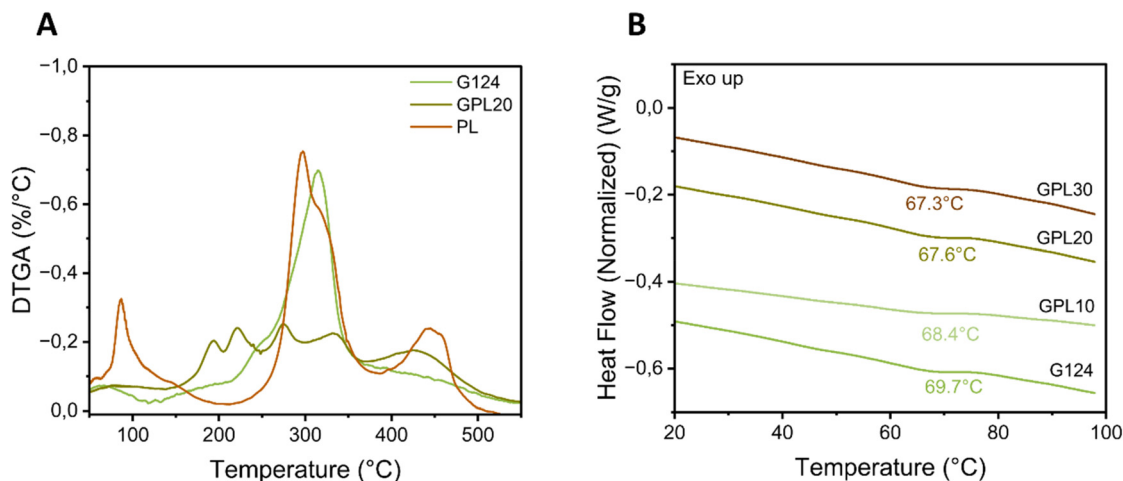 A
−1,0
−0,8
−0,6
−0,4
−0,2
0,0
DTGA (%/°C)
G124
GPL20
PL
100
200
300
400
500
Temperature (°C)
B
Exo up
0,0
−0,2
−0,4
−0,6
Heat Flow (Normalized) (W/g)
GPL30
67.3°C
GPL20
67.6°C
GPL10
68.4°C
G124
69.7°C
20
40
60
80
100
Temperature (°C)